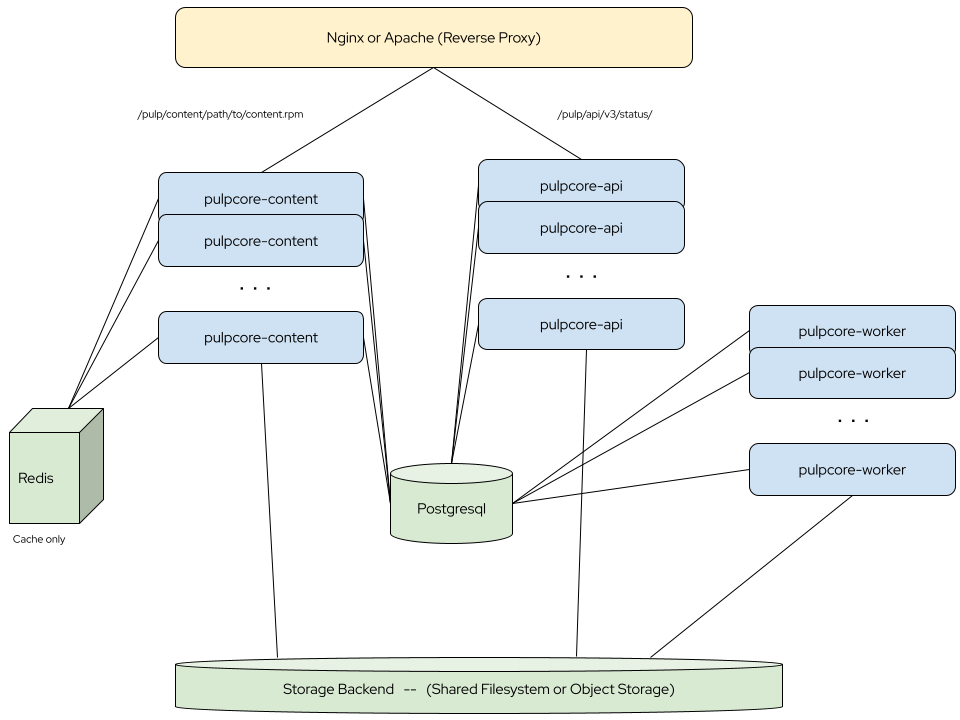 Nginx or Apache (Reverse Proxy)
/pulp/content/path/to/content.rpm
/pulp/api/v3/status/
pulpcore-content
pulpcore-content
. . .
pulpcore-content
pulpcore-api
pulpcore-api
. . .
pulpcore-api
pulpcore-worker
pulpcore-worker
. . .
pulpcore-worker
Redis
Cache only
Postgresql
Storage Backend -- (Shared Filesystem or Object Storage)